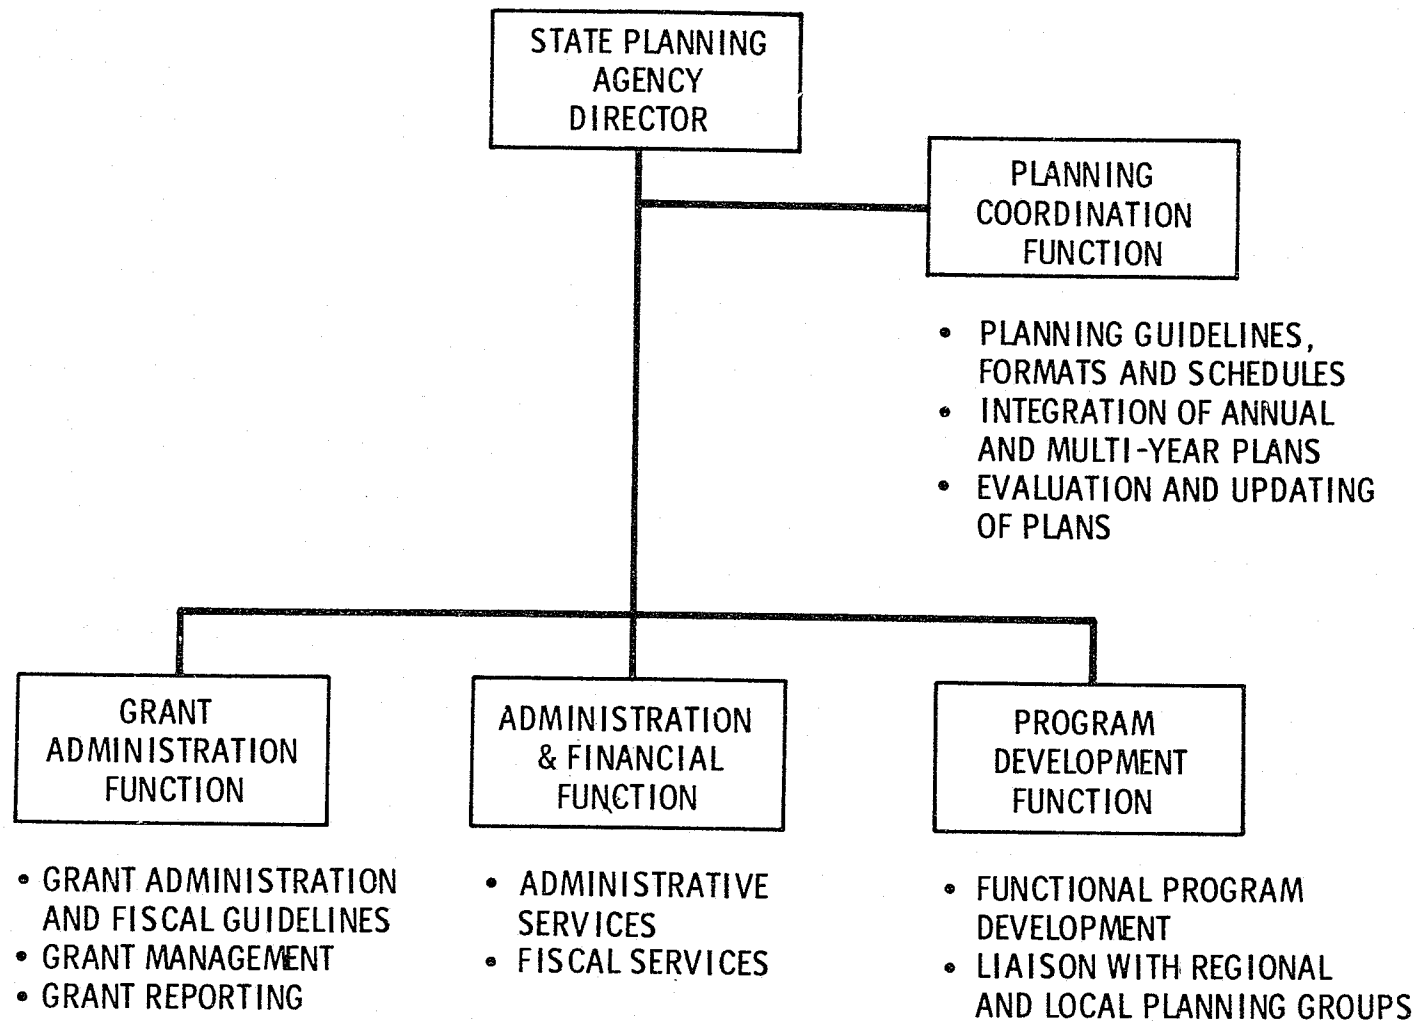 STATE PLANNING
AGENCY
DIRECTOR
PLANNING
COORDINATION
FUNCTION
• PLANNING GUIDELINES,
FORMATS AND SCHEDULES
• INTEGRATION OF ANNUAL
AND MULTI-YEAR PLANS
• EVALUATION AND UPDATING
OF PLANS
GRANT
ADMINISTRATION
FUNCTION
• GRANT ADMINISTRATION
AND FISCAL GUIDELINES
• GRANT MANAGEMENT
• GRANT REPORTING
ADMINISTRATION
& FINANCIAL
FUNCTION
• ADMINISTRATIVE
SERVICES
• FISCAL SERVICES
PROGRAM
DEVELOPMENT
FUNCTION
• FUNCTIONAL PROGRAM
DEVELOPMENT
• LIAISON WITH REGIONAL
AND LOCAL PLANNING GROUPS